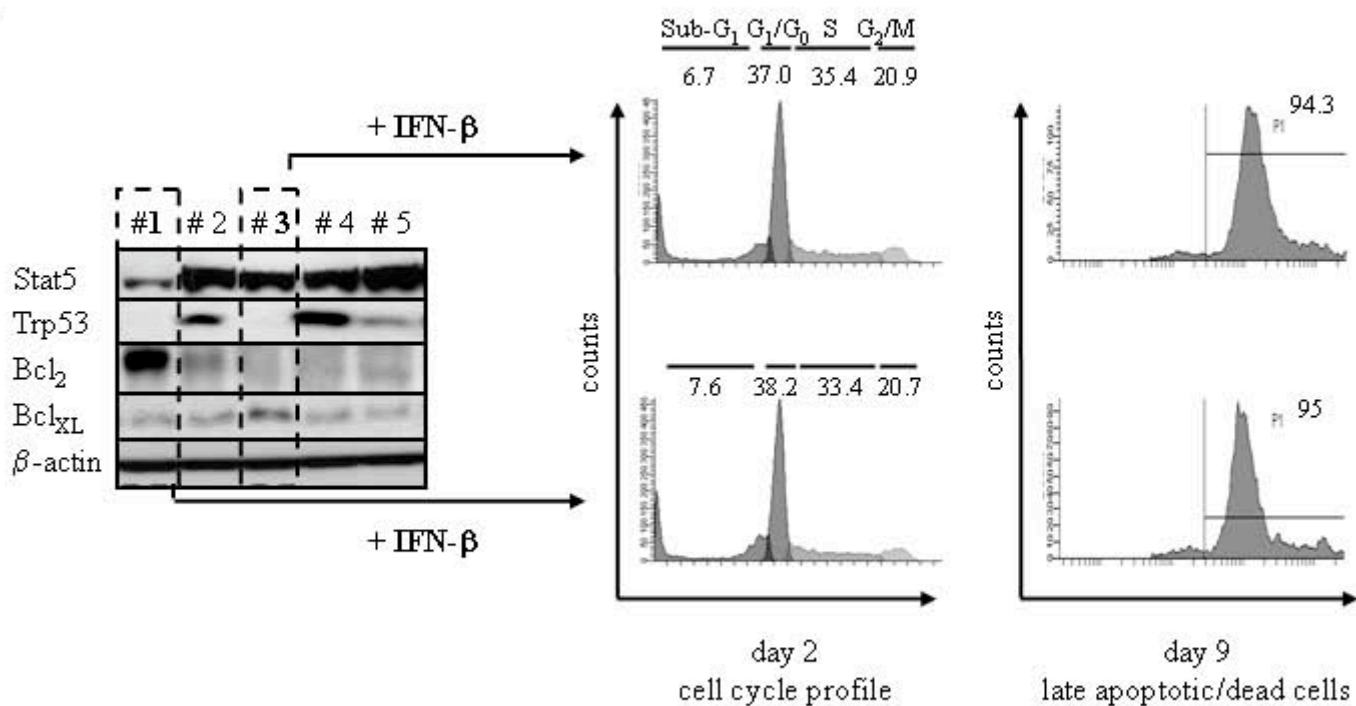 Sub-G1 G1/G0 S G2/M
6.7 37.0 35.4 20.9
+ IFN-β
94.3
#1 # 2 # 3 # 4 # 5
Stat5
Trp53
Bcl2
BclXL
β-actin
+ IFN-β
counts
7.6 38.2 33.4 20.7
counts
95
day 2
cell cycle profile
day 9
late apoptotic/dead cells